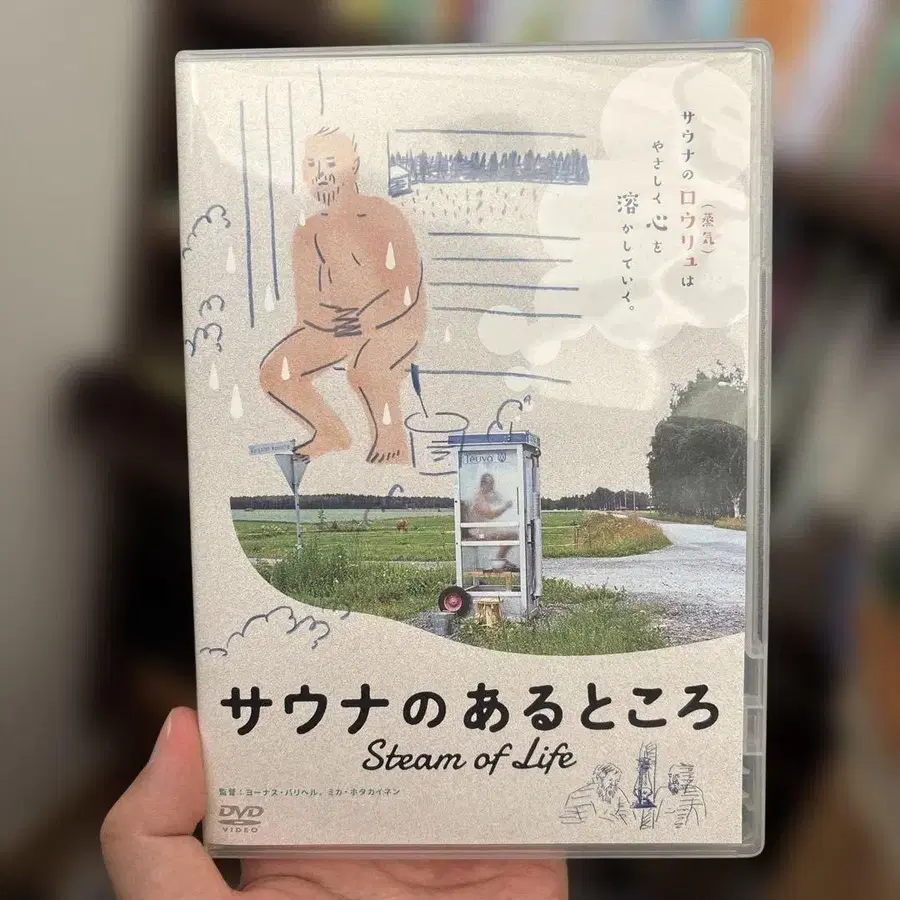 サウナのロウリュ(蒸気)は
やさしく心を
溶かしていく。
Teuvo
サウナのあるところ
Steam of Life
監督:ヨーナス・バリヘル、ミカ・ホタカイネン
DVD
VIDEO